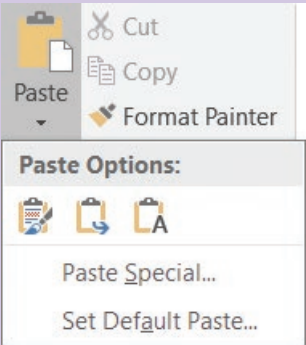 Cut
Copy
Paste
Format Painter
Paste Options:
A
Paste Special...
Set Default Paste...